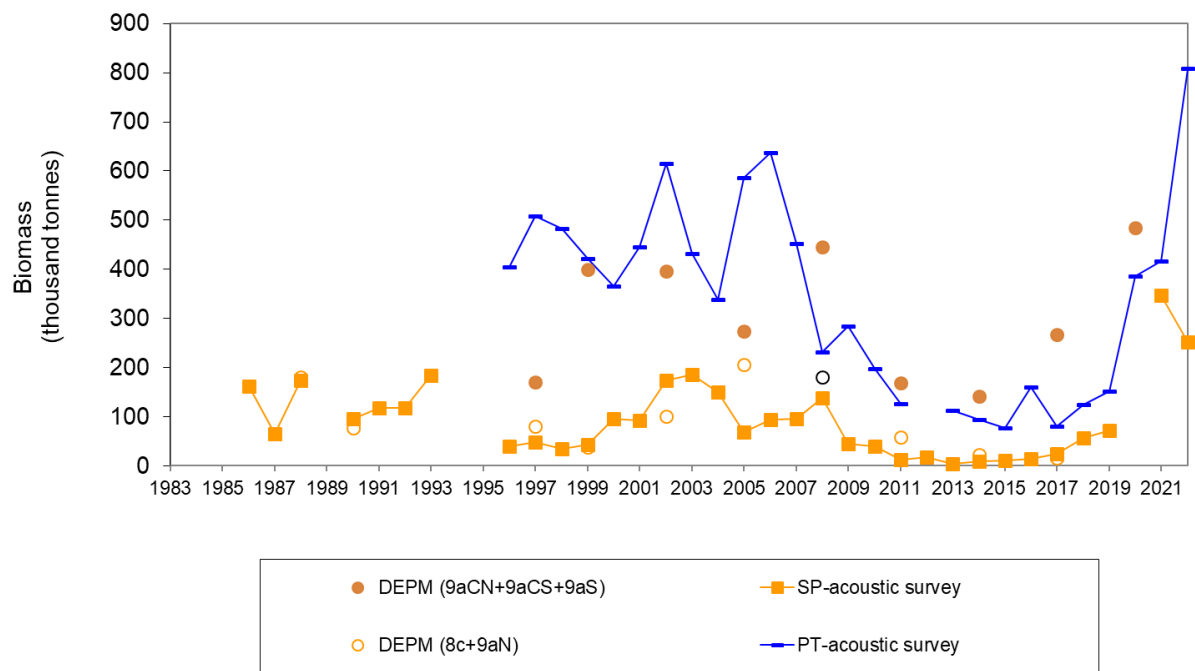 900
800
700
600
500
400
300
200
100
0
Biomass
(thousand tonnes)
1983 1985 1987 1989 1991 1993 1995 1997 1999 2001 2003 2005 2007 2009 2011 2013 2015 2017 2019 2021
DEPM (9aCN+9aCS+9aS) SP-acoustic survey
DEPM (8c+9aN) PT-acoustic survey